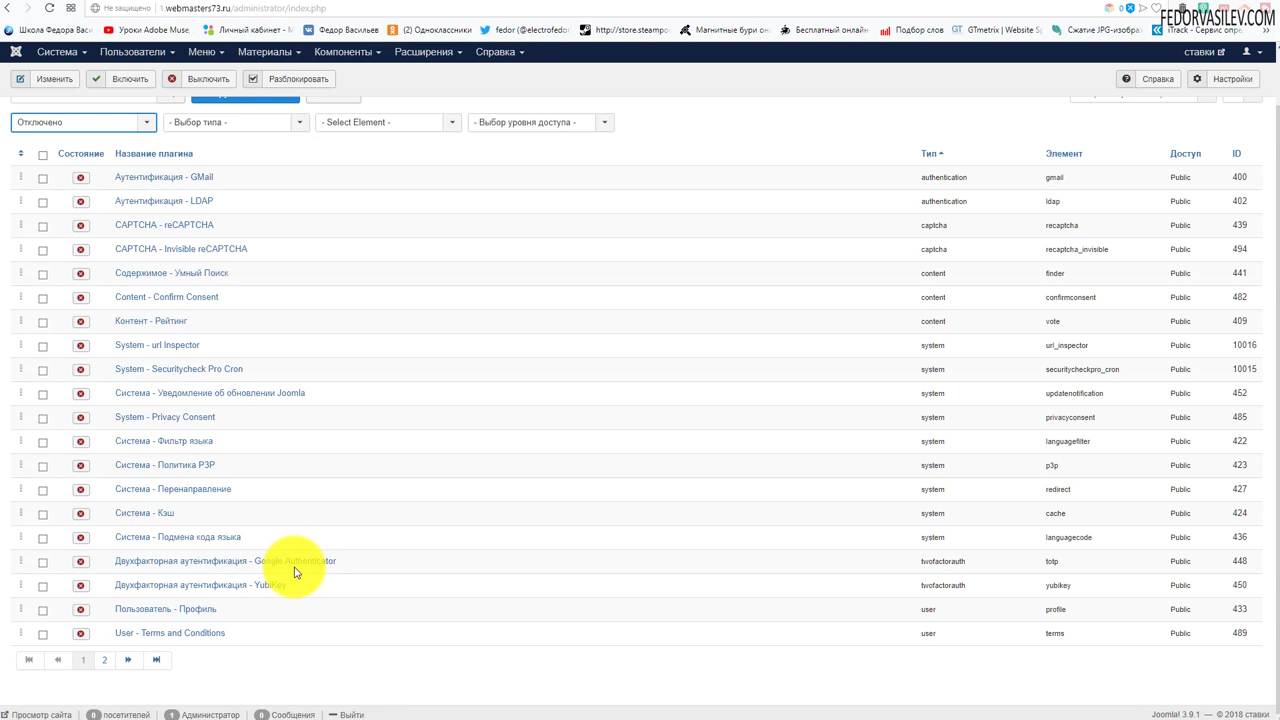 1.webmasters73.ru/administrator/index.php
Не защищено
FEDORVASILEV.COM
Школа Федора Васи
Уроки Adobe Muse
Личный кабинет - М
Федор Васильев
(2) Одноклассники
fedor (@electrofedo
http://store.steampo
Магнитные бури он
Бесплатный онлайн
Подбор слов
GTmetrix | Website S
Сжатие JPG-изобра
iTrack - Сервис опре
Система Пользователи Меню Материалы Компоненты Расширения Справка ставки
Изменить Включить Выключить Разблокировать Справка Настройки
Отключено - Выбор типа - - Select Element - - Выбор уровня доступа -
Состояние Название плагина Тип Элемент Доступ ID
Аутентификация - GMail authentication gmail Public 400
Аутентификация - LDAP authentication ldap Public 402
CAPTCHA - reCAPTCHA captcha recaptcha Public 439
CAPTCHA - Invisible reCAPTCHA captcha recaptcha_invisible Public 494
Содержимое - Умный Поиск content finder Public 441
Content - Confirm Consent content confirmconsent Public 482
Контент - Рейтинг content vote Public 409
System - url Inspector system url_inspector Public 10016
System - Securitycheck Pro Cron system securitycheckpro_cron Public 10015
Система - Уведомление об обновлении Joomla system updatenotification Public 452
System - Privacy Consent system privacyconsent Public 485
Система - Фильтр языка system languagefilter Public 422
Система - Политика P3P system p3p Public 423
Система - Перенаправление system redirect Public 427
Система - Кэш system cache Public 424
Система - Подмена кода языка system languagecode Public 436
Двухфакторная аутентификация - Google Authenticator twofactorauth totp Public 448
Двухфакторная аутентификация - YubiKey twofactorauth yubikey Public 450
Пользователь - Профиль user profile Public 433
User - Terms and Conditions user terms Public 489
1 2
Просмотр сайта 0 посетителей 1 Администратор 0 Сообщения Выйти Joomla! 3.9.1 — © 2018 ставки